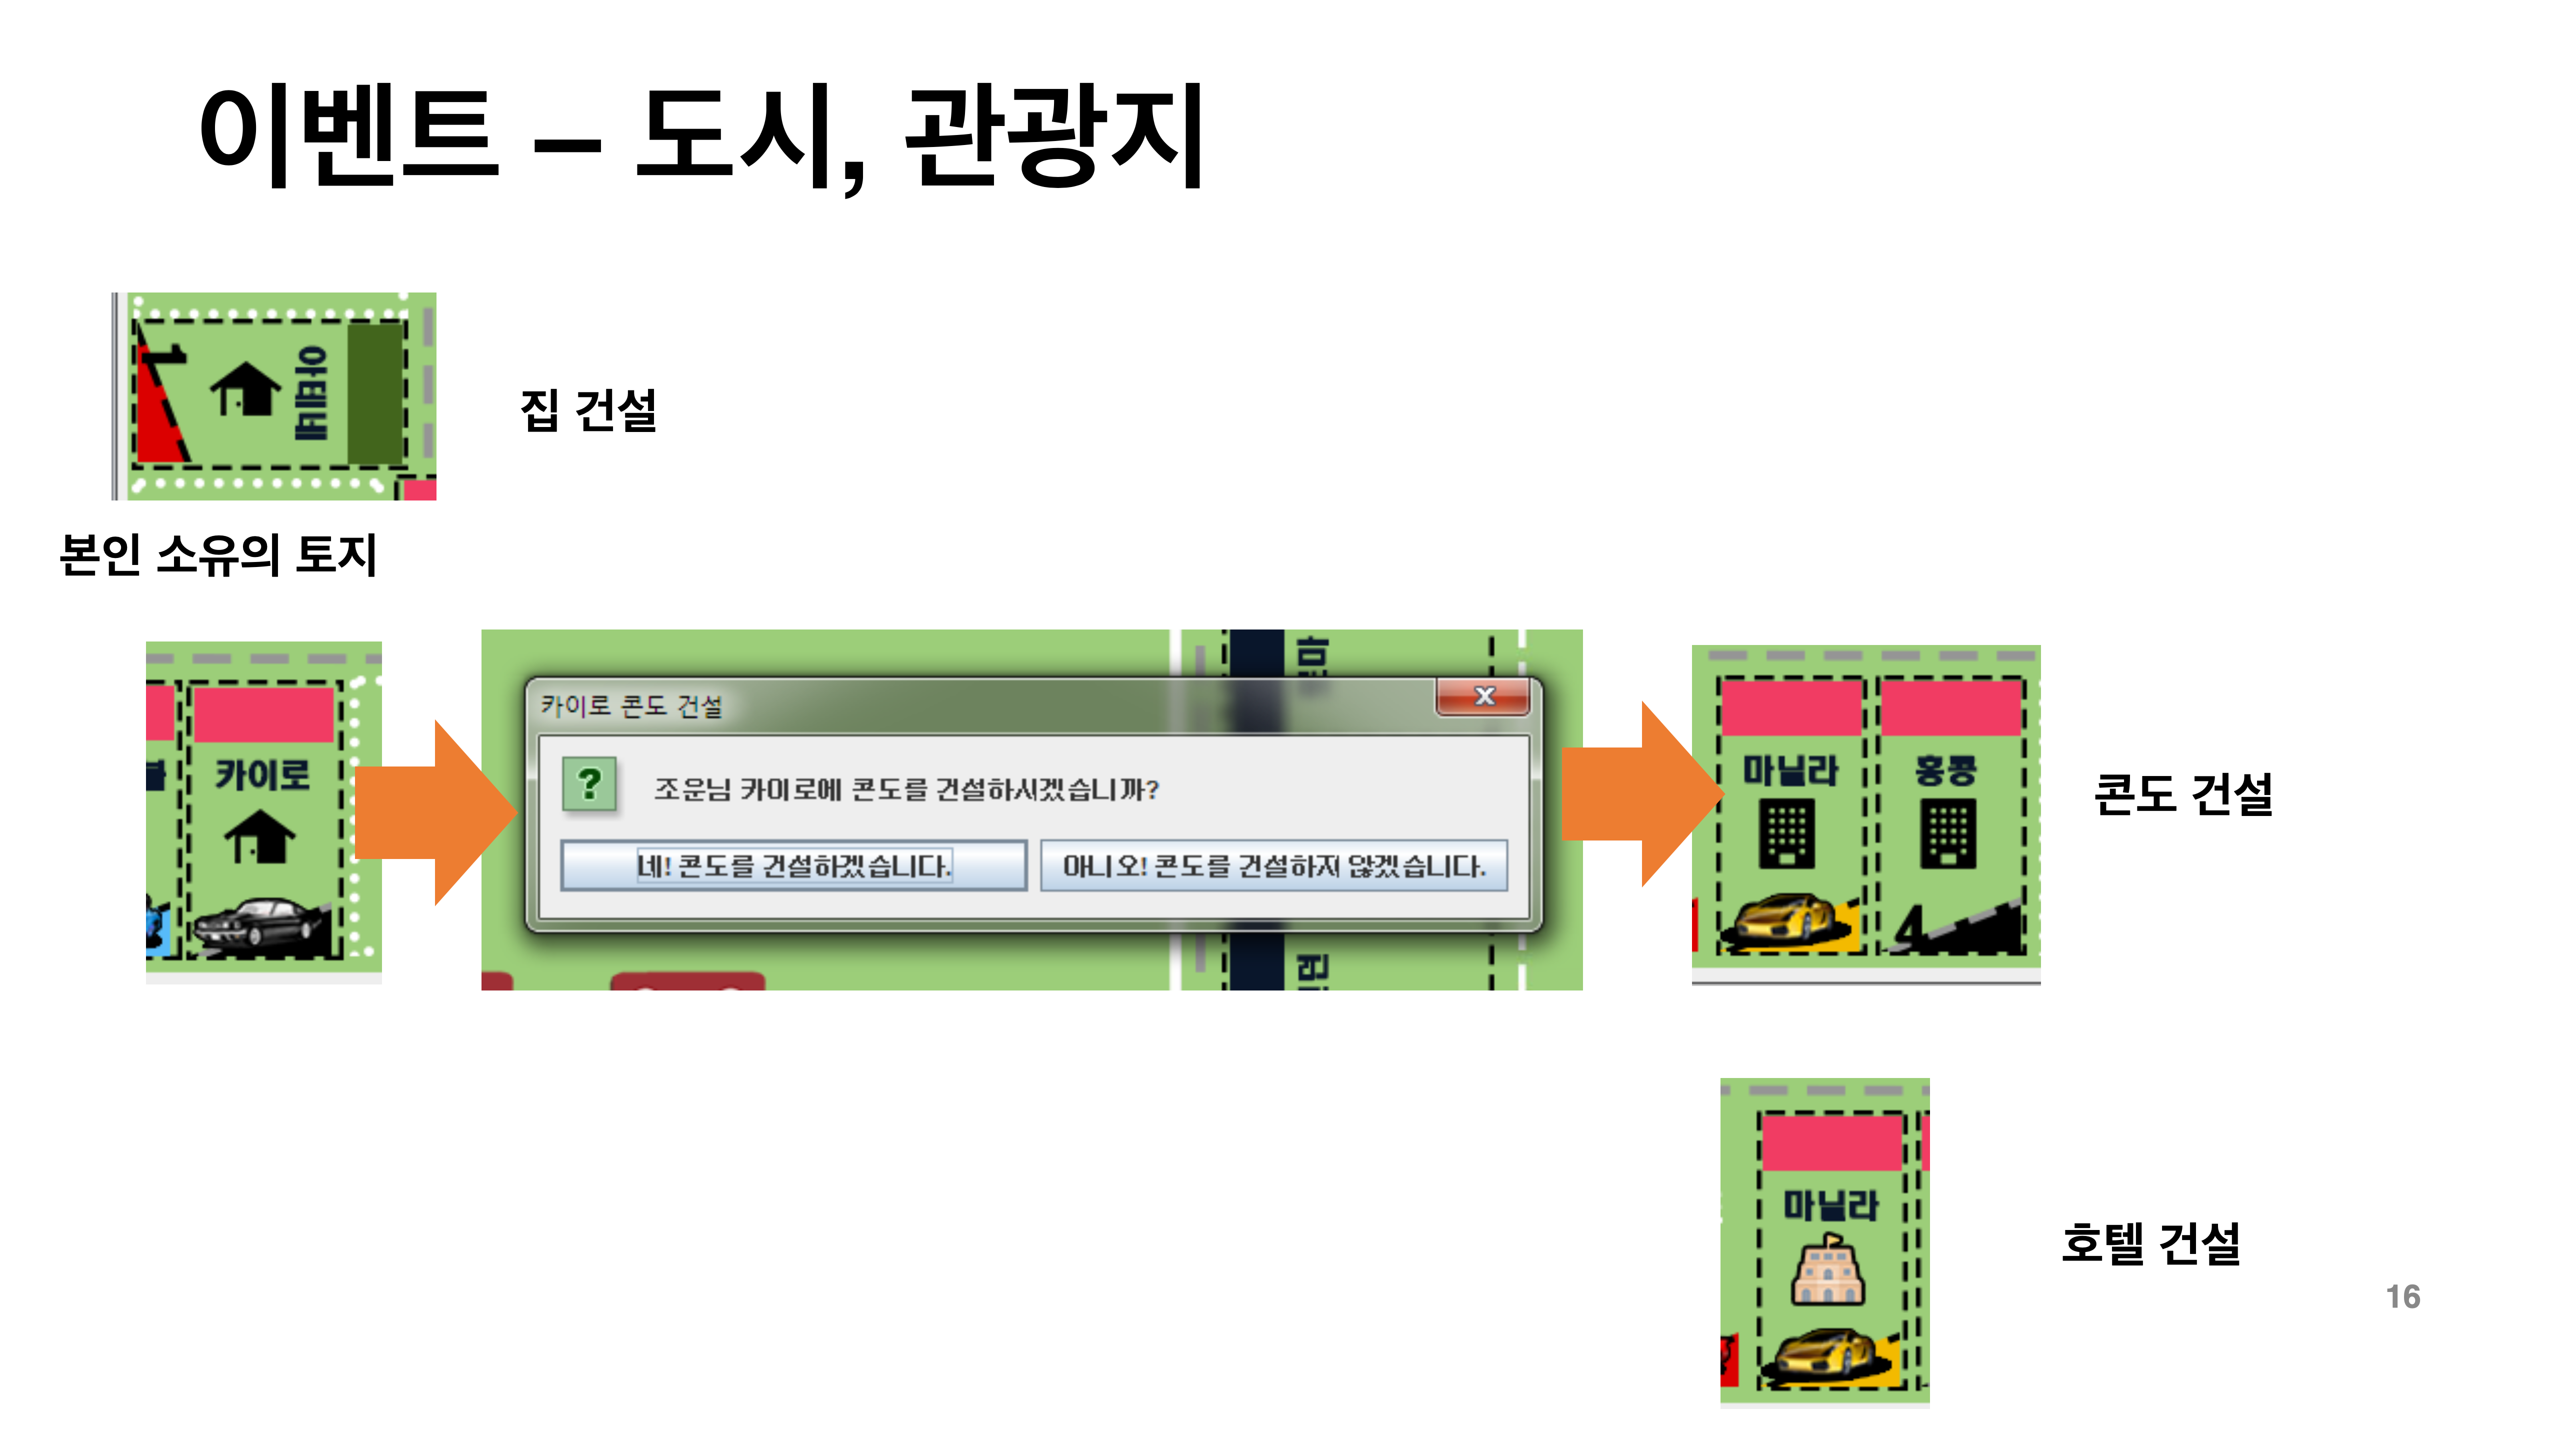 이벤트 – 도시, 관광지
1
아테네
집 건설
본인 소유의 토지
카이로
카이로 콘도 건설
조운님 카이로에 콘도를 건설하시겠습니까?
네! 콘도를 건설하겠습니다.
아니오! 콘도를 건설하지 않겠습니다.
마닐라
홍콩
4
콘도 건설
마닐라
호텔 건설
16